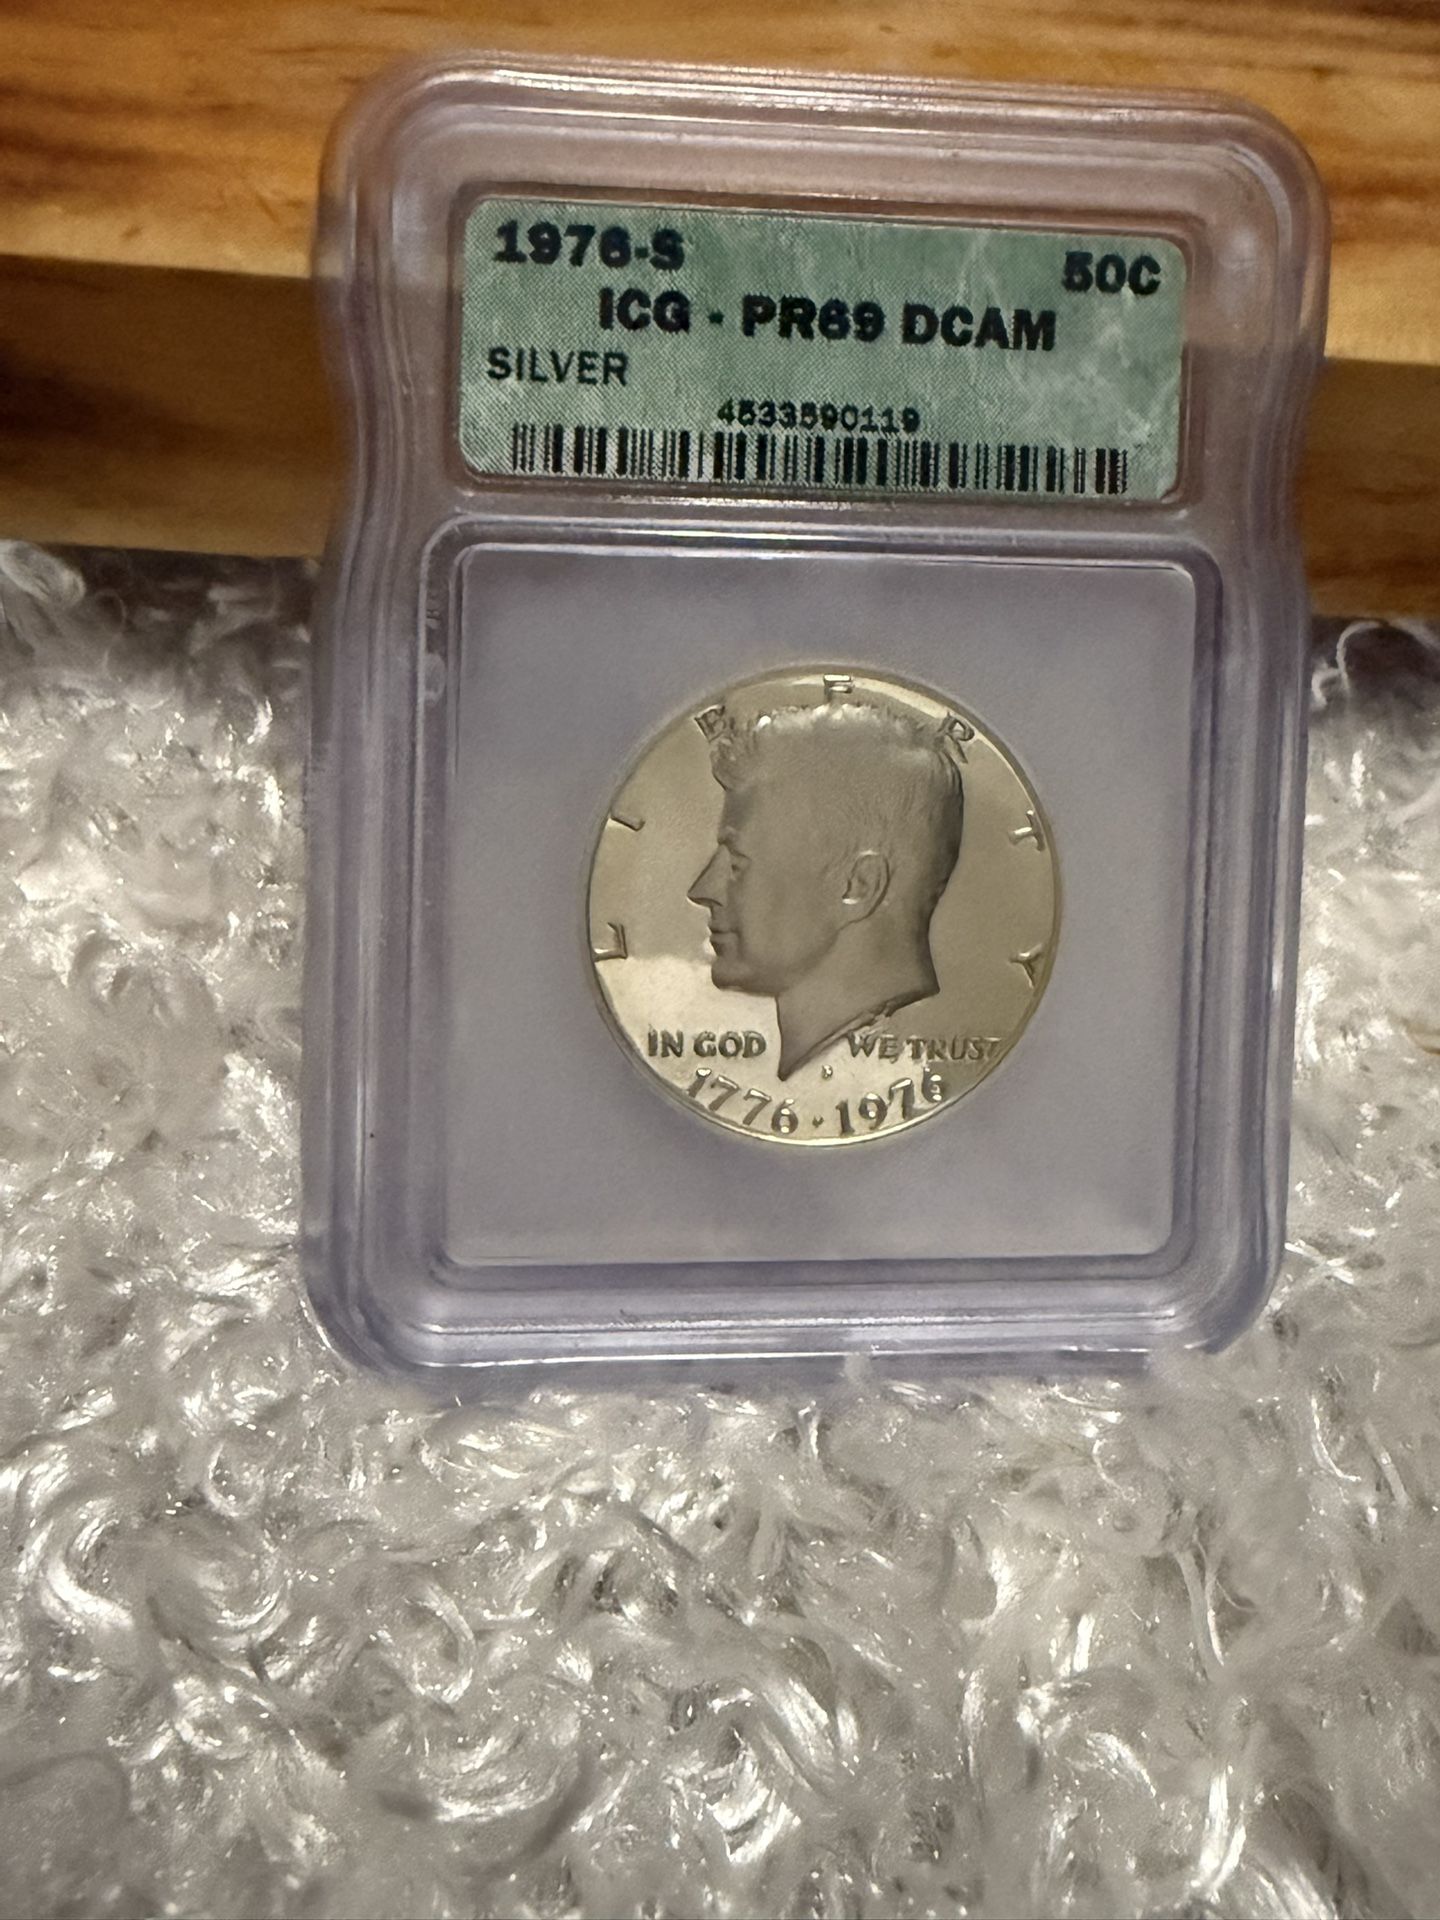 1976-S 50C
ICG - PR69 DCAM
SILVER
4533590119
LIBERTY
IN GOD WE TRUST
1776 · 1976